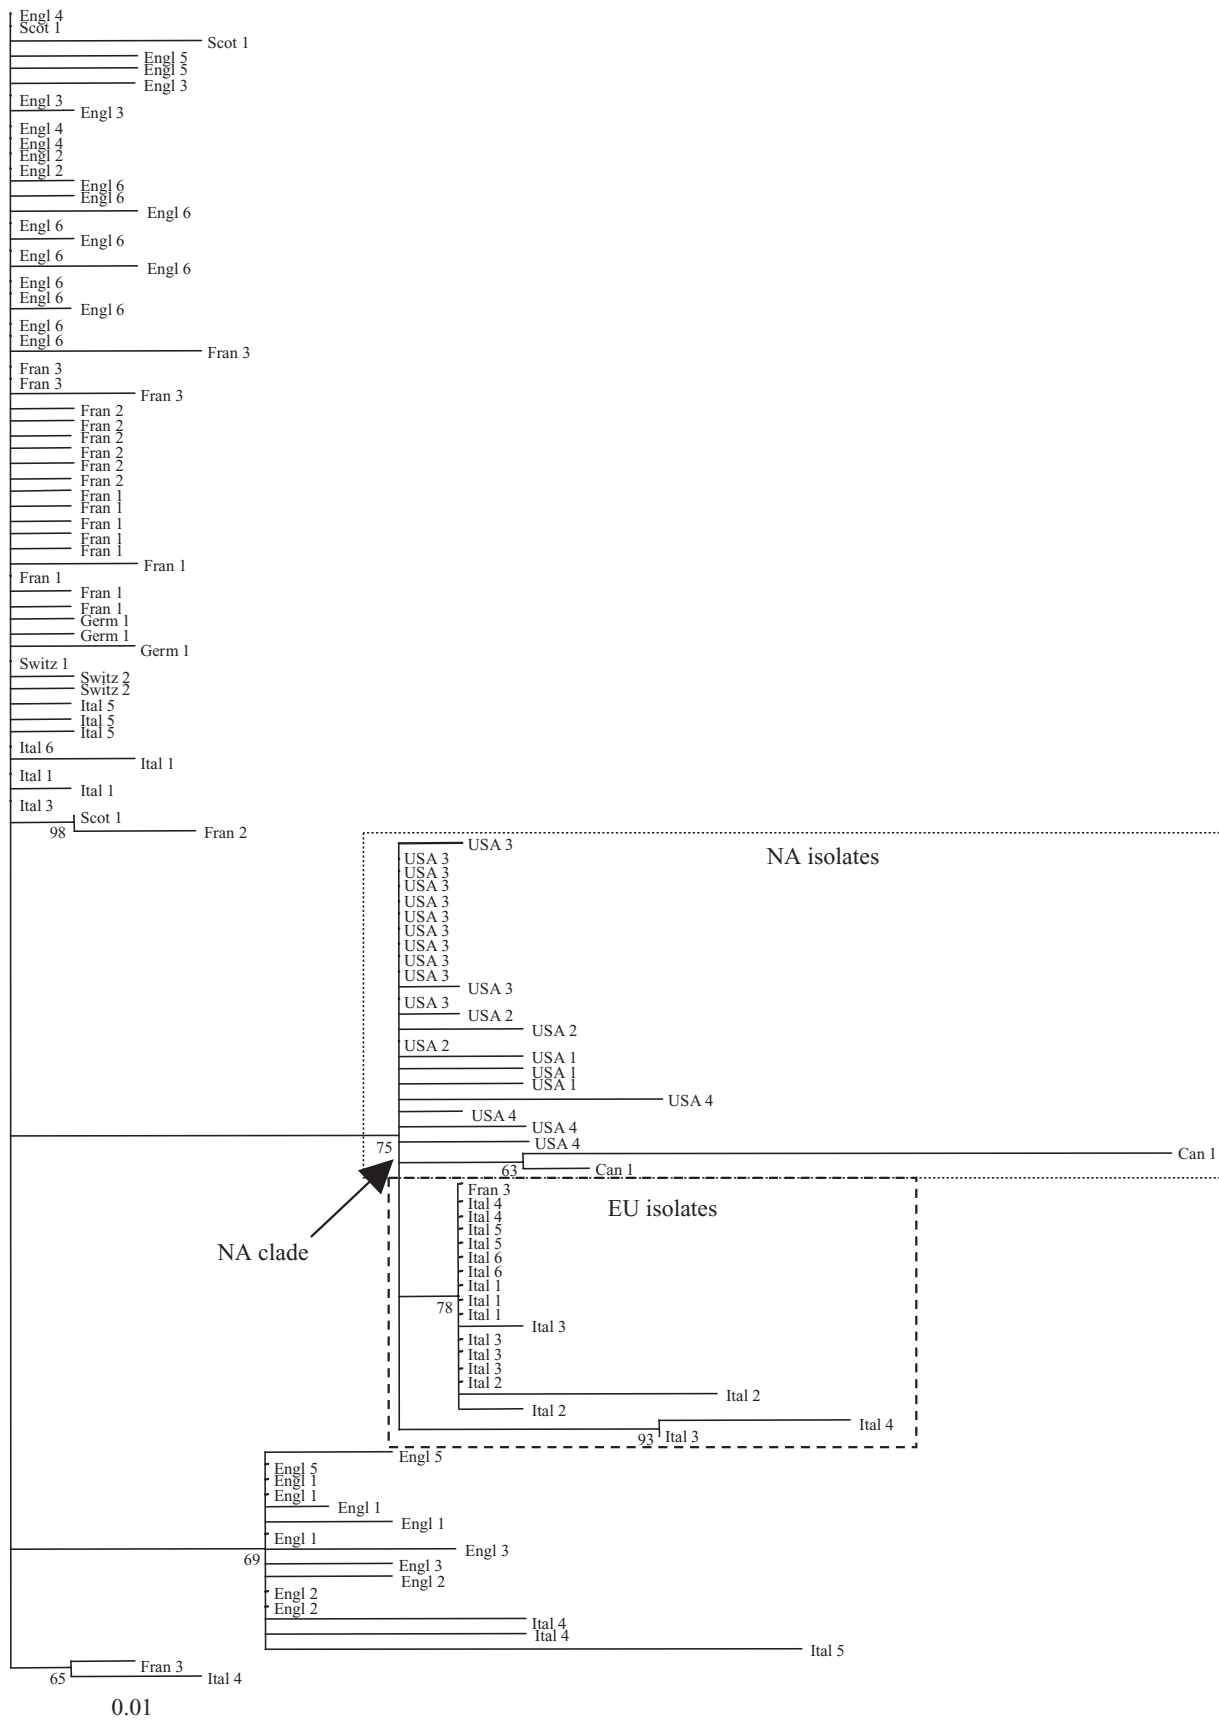 Engl 4
Scot 1
Scot 1
Engl 5
Engl 5
Engl 3
Engl 3
Engl 3
Engl 4
Engl 4
Engl 2
Engl 2
Engl 6
Engl 6
Engl 6
Engl 6
Engl 6
Engl 6
Engl 6
Engl 6
Engl 6
Engl 6
Engl 6
Engl 6
Fran 3
Fran 3
Fran 3
Fran 3
Fran 2
Fran 2
Fran 2
Fran 2
Fran 2
Fran 2
Fran 1
Fran 1
Fran 1
Fran 1
Fran 1
Fran 1
Fran 1
Fran 1
Fran 1
Germ 1
Germ 1
Germ 1
Switz 1
Switz 2
Switz 2
Ital 5
Ital 5
Ital 5
Ital 6
Ital 1
Ital 1
Ital 1
Ital 3
Scot 1
98
Fran 2
NA isolates
USA 3
USA 3
USA 3
USA 3
USA 3
USA 3
USA 3
USA 3
USA 3
USA 3
USA 3
USA 3
USA 2
USA 2
USA 2
USA 1
USA 1
USA 1
USA 4
USA 4
USA 4
USA 4
75
Can 1
63
Can 1
NA clade
EU isolates
Fran 3
Ital 4
Ital 4
Ital 5
Ital 5
Ital 6
Ital 6
Ital 1
Ital 1
Ital 1
78
Ital 3
Ital 3
Ital 3
Ital 3
Ital 2
Ital 2
Ital 2
Ital 4
93
Ital 3
Engl 5
Engl 5
Engl 1
Engl 1
Engl 1
Engl 1
Engl 1
Engl 3
69
Engl 3
Engl 2
Engl 2
Engl 2
Ital 4
Ital 4
Ital 5
Fran 3
65
Ital 4
0.01